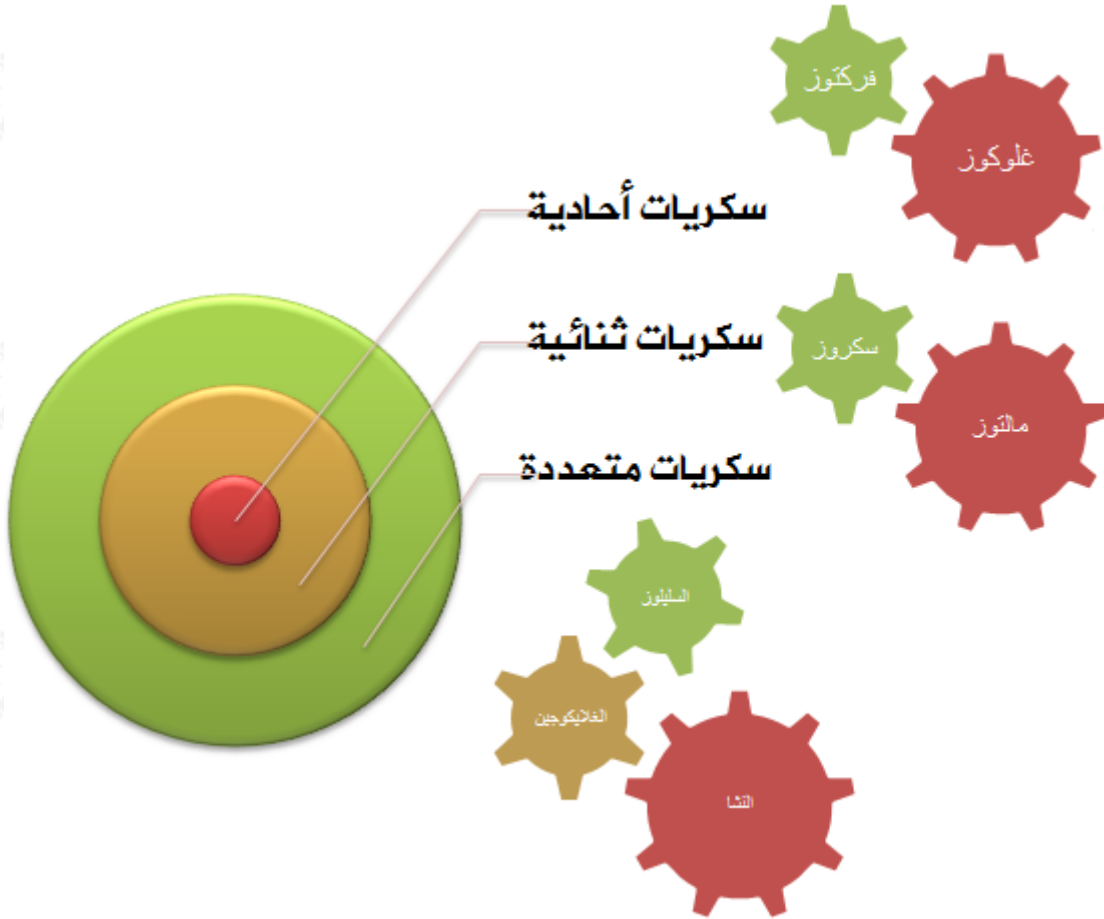 فركتوز
غلوكوز
سكريات أحادية
سكريات ثنائية
سكروز
مالتوز
سكريات متعددة
السليلوز
الغلايكوجين
النشا